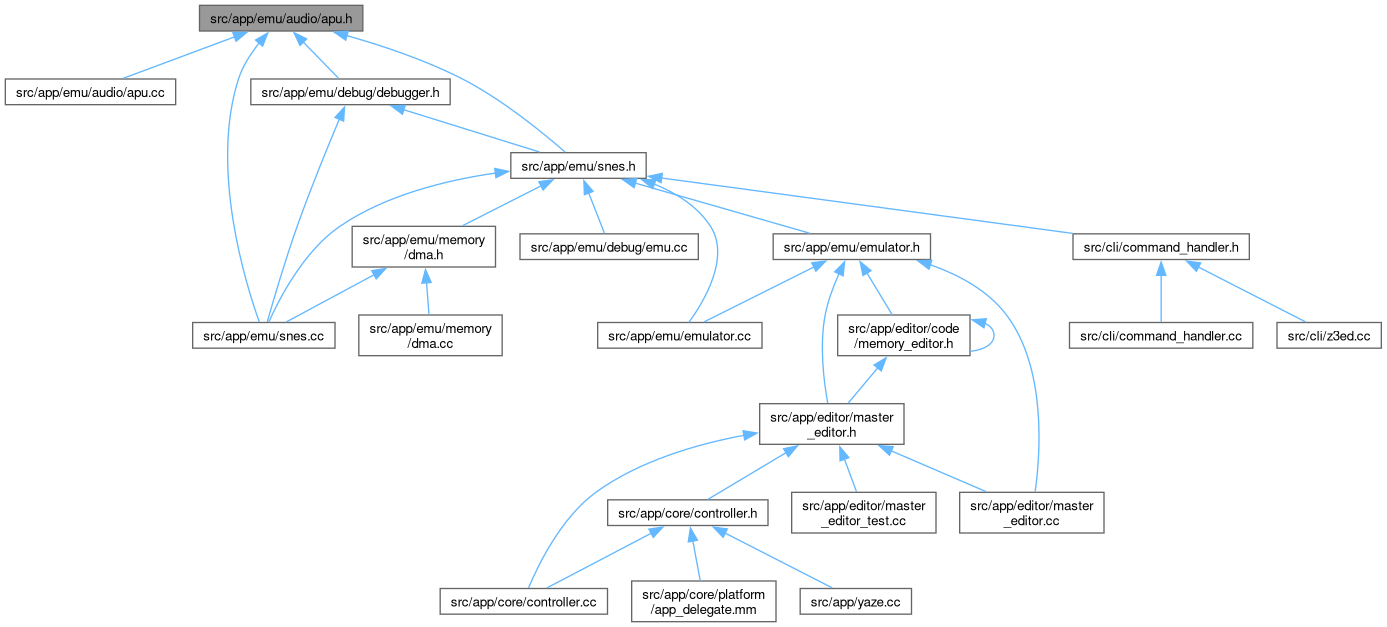 src/app/emu/audio/apu.h
src/app/emu/audio/apu.cc
src/app/emu/debug/debugger.h
src/app/emu/snes.h
src/app/emu/memory
/dma.h
src/app/emu/debug/emu.cc
src/app/emu/emulator.h
src/cli/command_handler.h
src/app/emu/snes.cc
src/app/emu/memory
/dma.cc
src/app/emu/emulator.cc
src/app/editor/code
/memory_editor.h
src/cli/command_handler.cc
src/cli/z3ed.cc
src/app/editor/master
_editor.h
src/app/core/controller.h
src/app/editor/master
_editor_test.cc
src/app/editor/master
_editor.cc
src/app/core/controller.cc
src/app/core/platform
/app_delegate.mm
src/app/yaze.cc